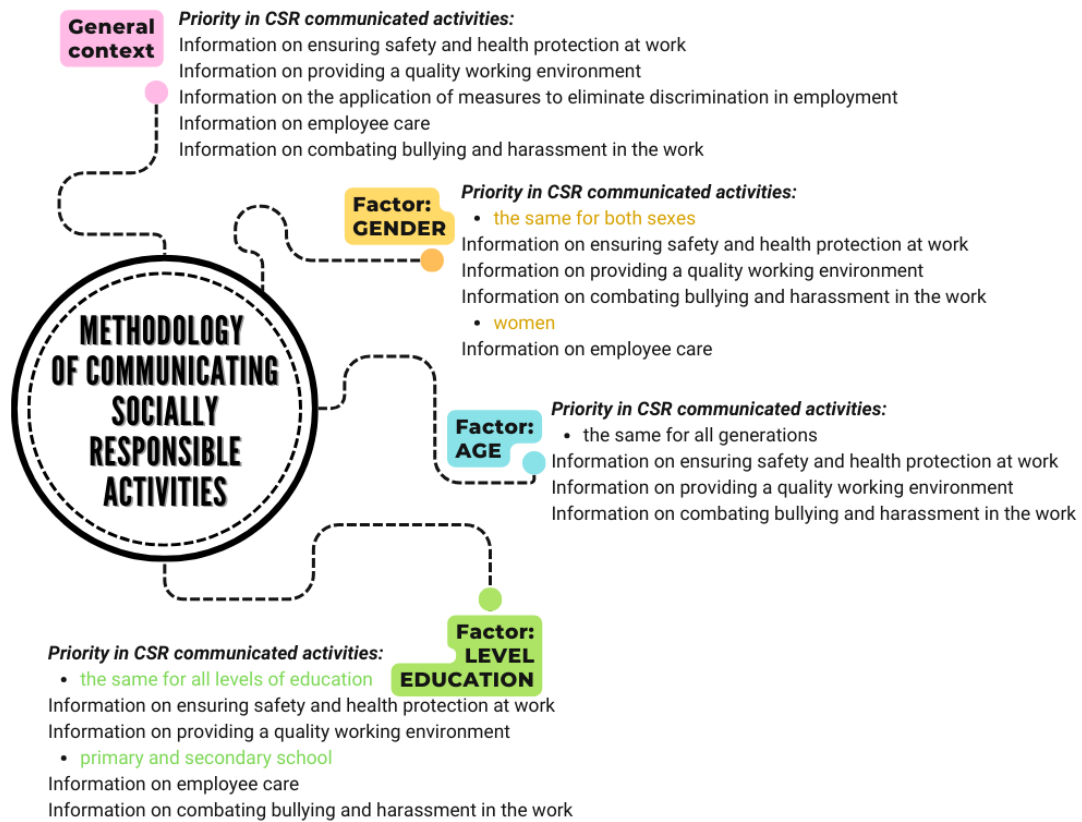 General
context
Priority in CSR communicated activities:
Information on ensuring safety and health protection at work
Information on providing a quality working environment
Information on the application of measures to eliminate discrimination in employment
Information on employee care
Information on combating bullying and harassment in the work
Factor:
GENDER
Priority in CSR communicated activities:
• the same for both sexes
Information on ensuring safety and health protection at work
Information on providing a quality working environment
Information on combating bullying and harassment in the work
• women
Information on employee care
METHODOLOGY
OF COMMUNICATING
SOCIALLY
RESPONSIBLE
ACTIVITIES
Factor:
AGE
Priority in CSR communicated activities:
• the same for all generations
Information on ensuring safety and health protection at work
Information on providing a quality working environment
Information on combating bullying and harassment in the work
Factor:
LEVEL
EDUCATION
Priority in CSR communicated activities:
• the same for all levels of education
Information on ensuring safety and health protection at work
Information on providing a quality working environment
• primary and secondary school
Information on employee care
Information on combating bullying and harassment in the work